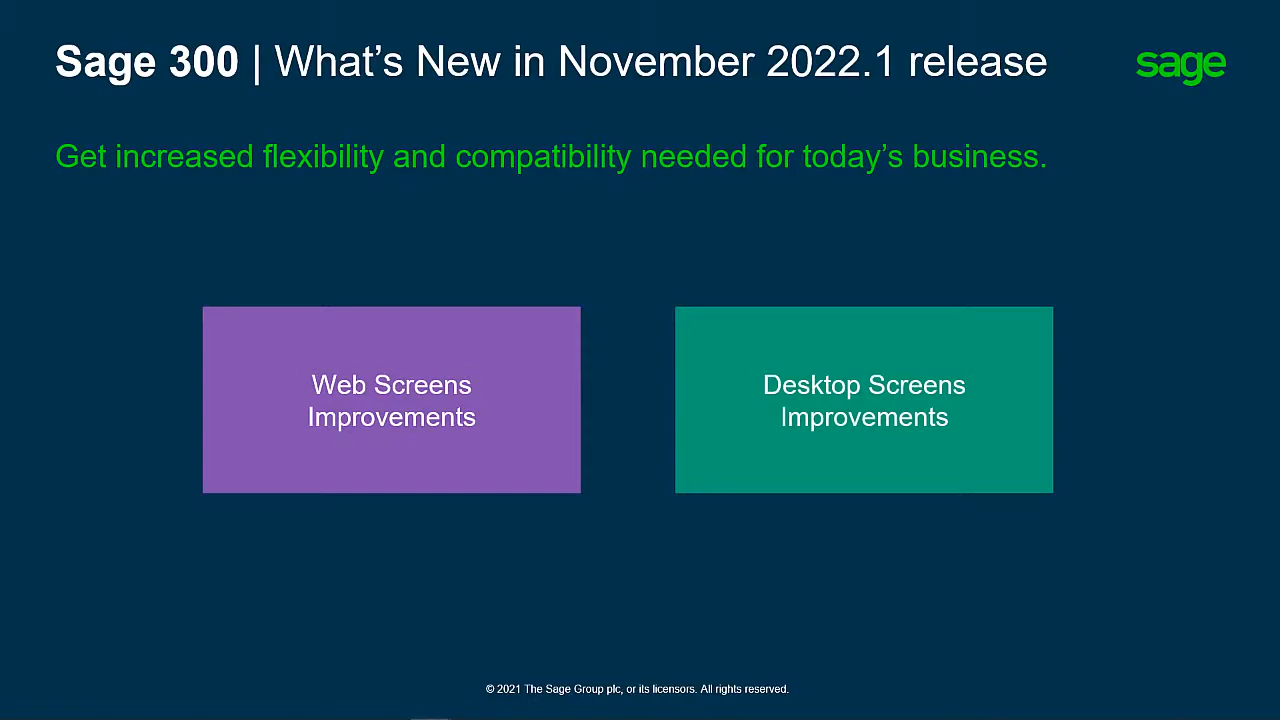 Sage 300 | What’s New in November 2022.1 release
sage
Get increased flexibility and compatibility needed for today’s business.
Web Screens
Improvements
Desktop Screens
Improvements
© 2021 The Sage Group plc, or its licensors. All rights reserved.